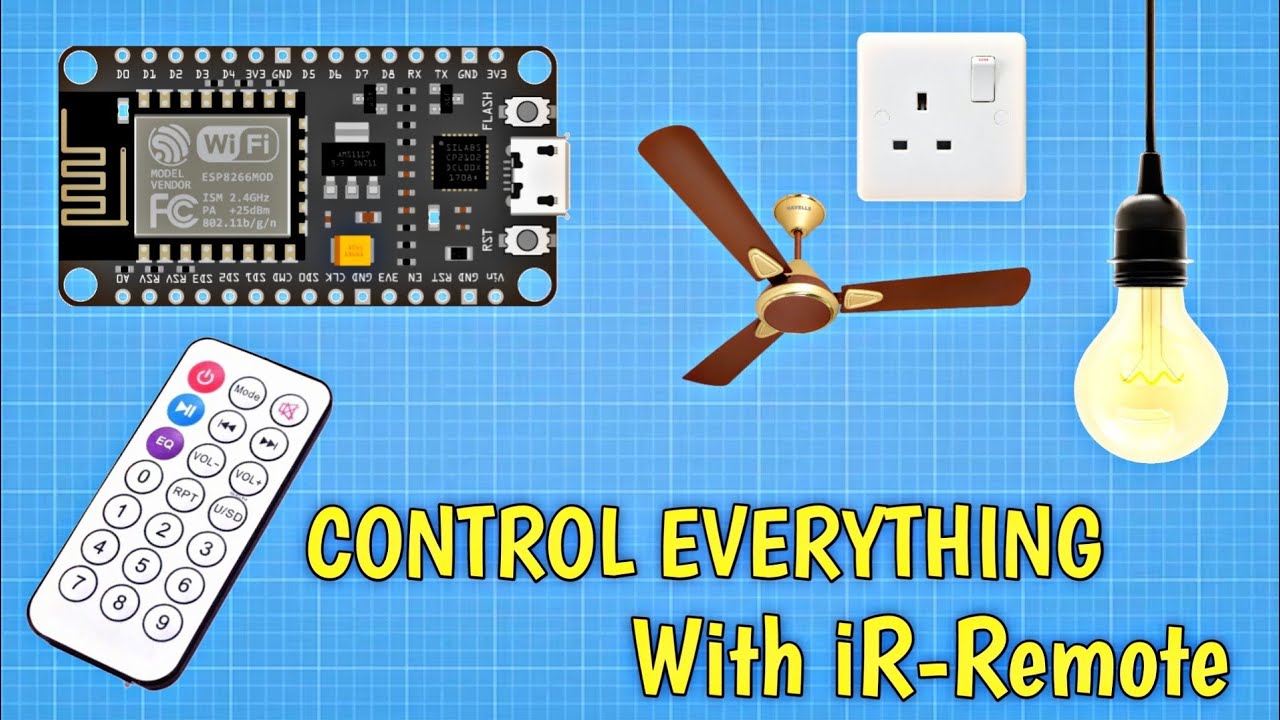 D0 D1 D2 D3 D4 3V3 GND D5 D6 D7 D8 RX TX GND 3V3
FLASH
WiFi
MODEL
VENDOR
ESP8266MOD
FC
ISM 2.4GHz
PA +25dBm
802.11b/g/n
AMS1117
3.3
SILABS
CP2102
DCL00X
1708+
RST
A0 RSV RSV SD3 SD2 SD1 CMD SD0 CLK GND 3V3 EN RST GND Vin
HAVELLS
Mode
EQ
VOL-
VOL+
0
RPT
U/SD
1
2
3
4
5
6
7
8
9
CONTROL EVERYTHING
With iR-Remote